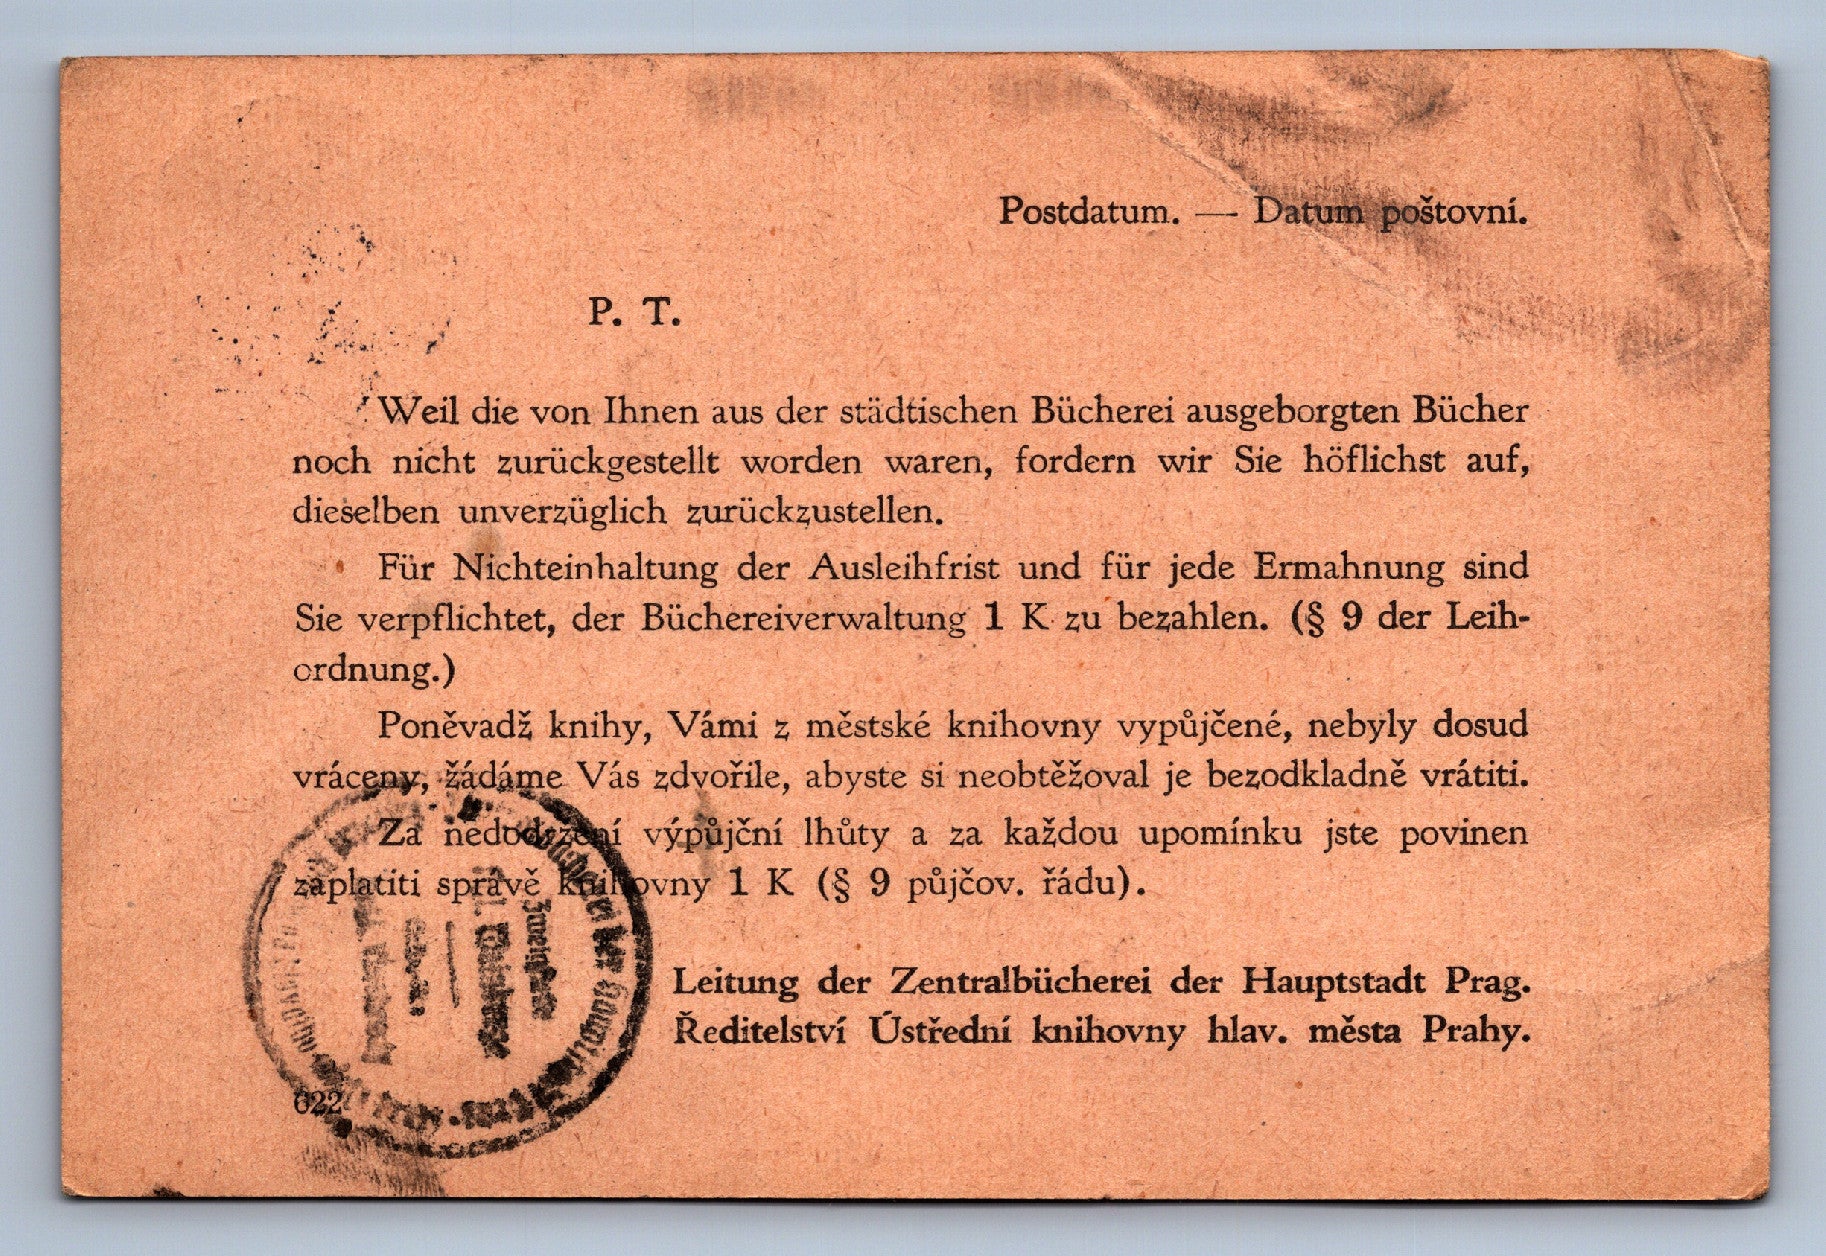 Postdatum. — Datum poštovní.
P. T.
Weil die von Ihnen aus der städtischen Bücherei ausgeborgten Bücher
noch nicht zurückgestellt worden waren, fordern wir Sie höflichst auf,
dieselben unverzüglich zurückzustellen.
Für Nichteinhaltung der Ausleihfrist und für jede Ermahnung sind
Sie verpflichtet, der Büchereiverwaltung 1 K zu bezahlen. (§ 9 der Leih-
ordnung.)
Poněvadž knihy, Vámi z městské knihovny vypůjčené, nebyly dosud
vráceny, žádáme Vás zdvořile, abyste si neobtěžoval je bezodkladně vrátiti.
Za nedodržení výpůjční lhůty a za každou upomínku jste povinen
zaplatiti správě knihovny 1 K (§ 9 půjčov. řádu).
Leitung der Zentralbücherei der Hauptstadt Prag.
Ředitelství Ústřední knihovny hlav. města Prahy.
622